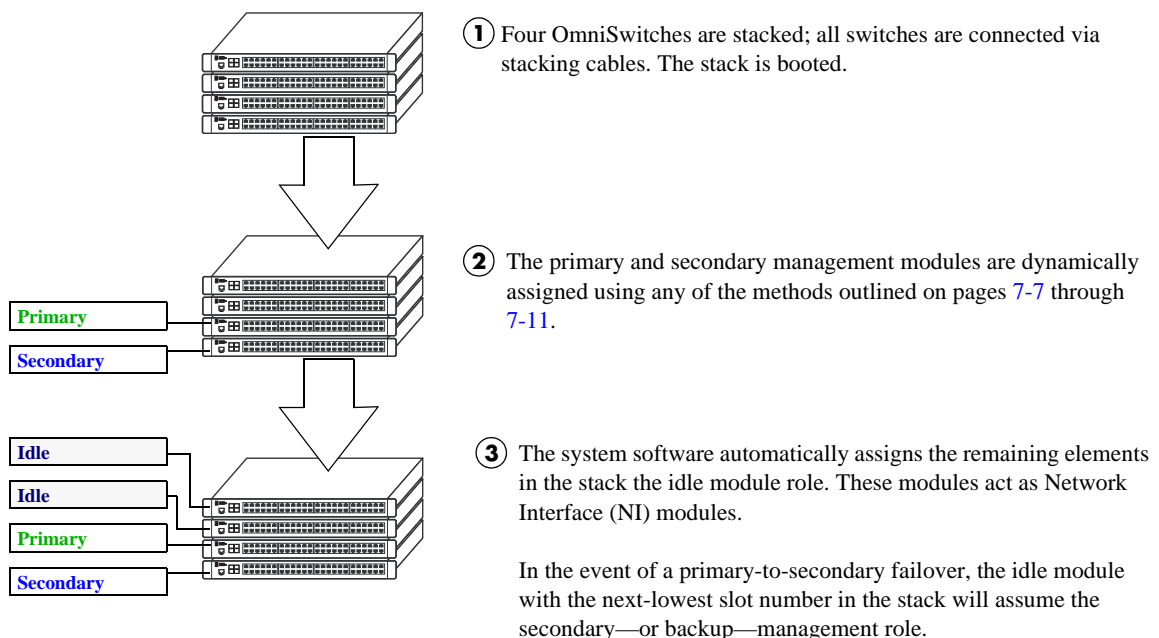 1 Four OmniSwitches are stacked; all switches are connected via
stacking cables. The stack is booted.
2 The primary and secondary management modules are dynamically
assigned using any of the methods outlined on pages 7-7 through
7-11.
Primary
Secondary
Idle
Idle
Primary
Secondary
3 The system software automatically assigns the remaining elements
in the stack the idle module role. These modules act as Network
Interface (NI) modules.
In the event of a primary-to-secondary failover, the idle module
with the next-lowest slot number in the stack will assume the
secondary—or backup—management role.